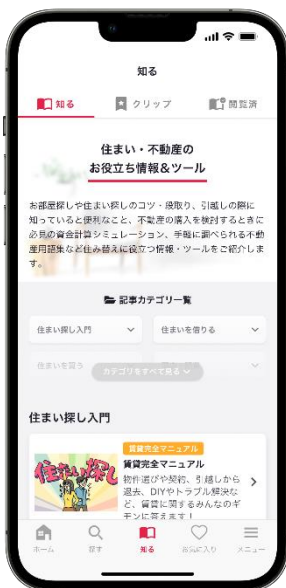 知る
知る
クリップ
閲覧済
住まい・不動産の
お役立ち情報&ツール
お部屋探しや住まい探しのコツ・段取り、引越しの際に
知っていると便利なこと、不動産の購入を検討するときに
必見の資金計算シミュレーション、手軽に調べられる不動
産用語集など住み替えに役立つ情報・ツールをご紹介しま
す。
記事カテゴリ一覧
住まい探し入門
住まいを借りる
住まいを買う
カテゴリをすべて見る
住まい探し入門
住まい探し
賃貸完全マニュアル
賃貸完全マニュアル
物件選びや契約、引越しから
退去、DIYやトラブル解決な
ど、賃貸に関するみんなのギ
モンに答えます!
ホーム
探す
知る
お気に入り
メニュー